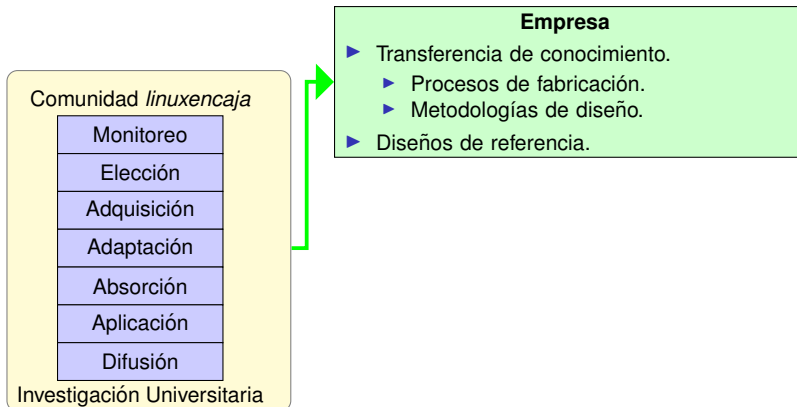 Empresa
Transferencia de conocimiento.
Procesos de fabricación.
Metodologías de diseño.
Diseños de referencia.
Comunidad linuxencaja
Monitoreo
Elección
Adquisición
Adaptación
Absorción
Aplicación
Difusión
Investigación Universitaria